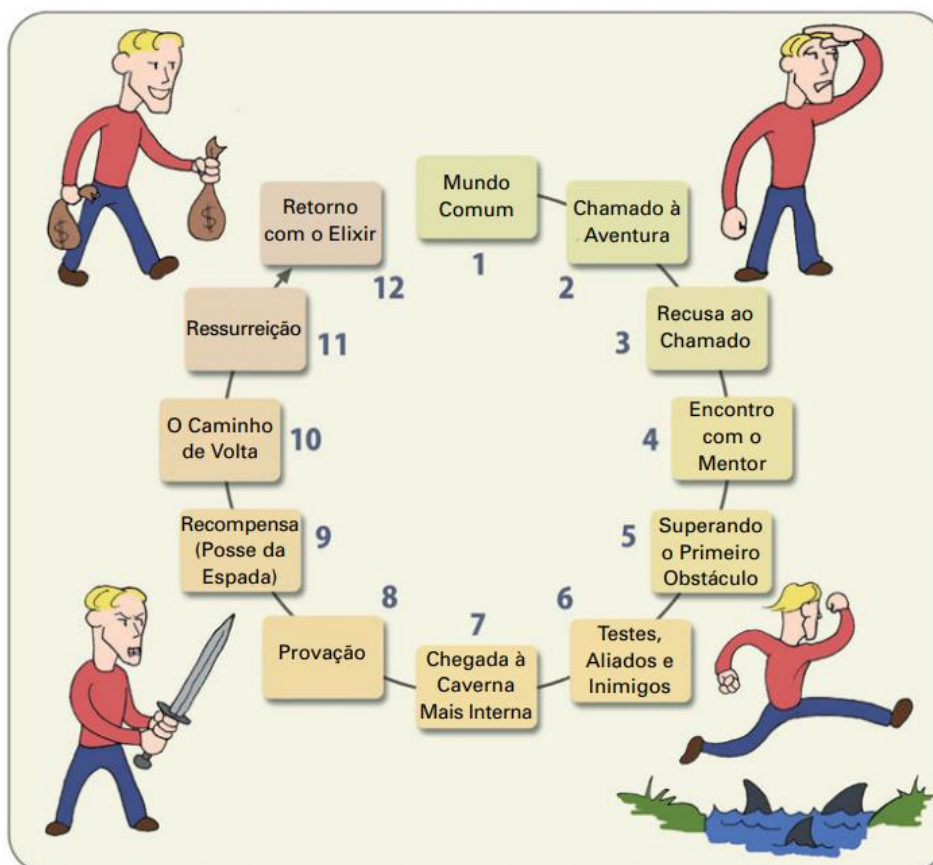 Mundo
Comum
1
Chamado à
Aventura
2
Recusa ao
Chamado
3
Encontro
com o
Mentor
4
Superando
o Primeiro
Obstáculo
5
Testes,
Aliados e
Inimigos
6
Chegada à
Caverna
Mais Interna
7
Provação
8
Recompensa
(Posse da
Espada)
9
O Caminho
de Volta
10
Ressurreição
11
Retorno
com o Elixir
12
$
$